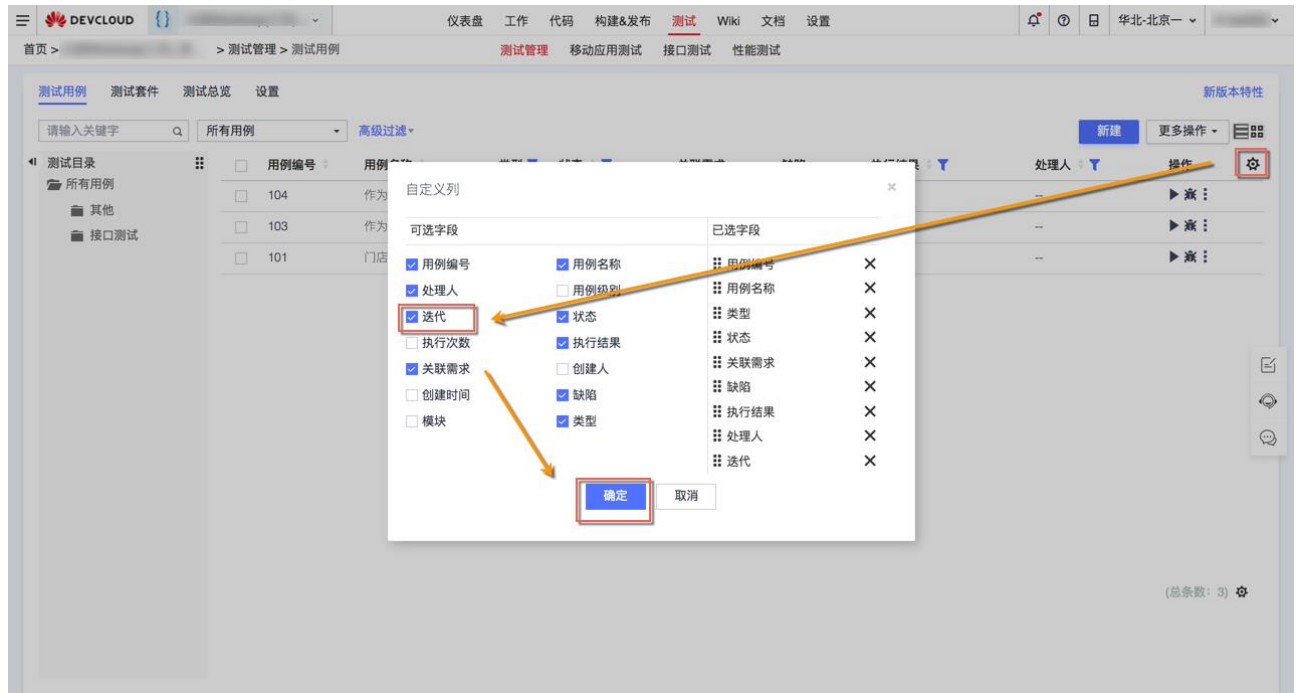 DEVCLOUD 仪表盘 工作 代码 构建&发布 测试 Wiki 文档 设置 华北-北京一
首页 > > 测试管理 > 测试用例 测试管理 移动应用测试 接口测试 性能测试
测试用例 测试套件 测试总览 设置 新版本特性
请输入关键字 所有用例 高级过滤 新建 更多操作
测试目录 用例编号 处理人 操作
所有用例 104 作为 --
其他
接口测试 103 作为 --
101 门店 --
自定义列
可选字段 已选字段
用例编号 用例名称 用例编号
处理人 用例级别 用例名称
迭代 状态 类型
执行次数 执行结果 状态
关联需求 创建人 关联需求
创建时间 缺陷 缺陷
模块 类型 执行结果
处理人
迭代
确定 取消
(总条数: 3)